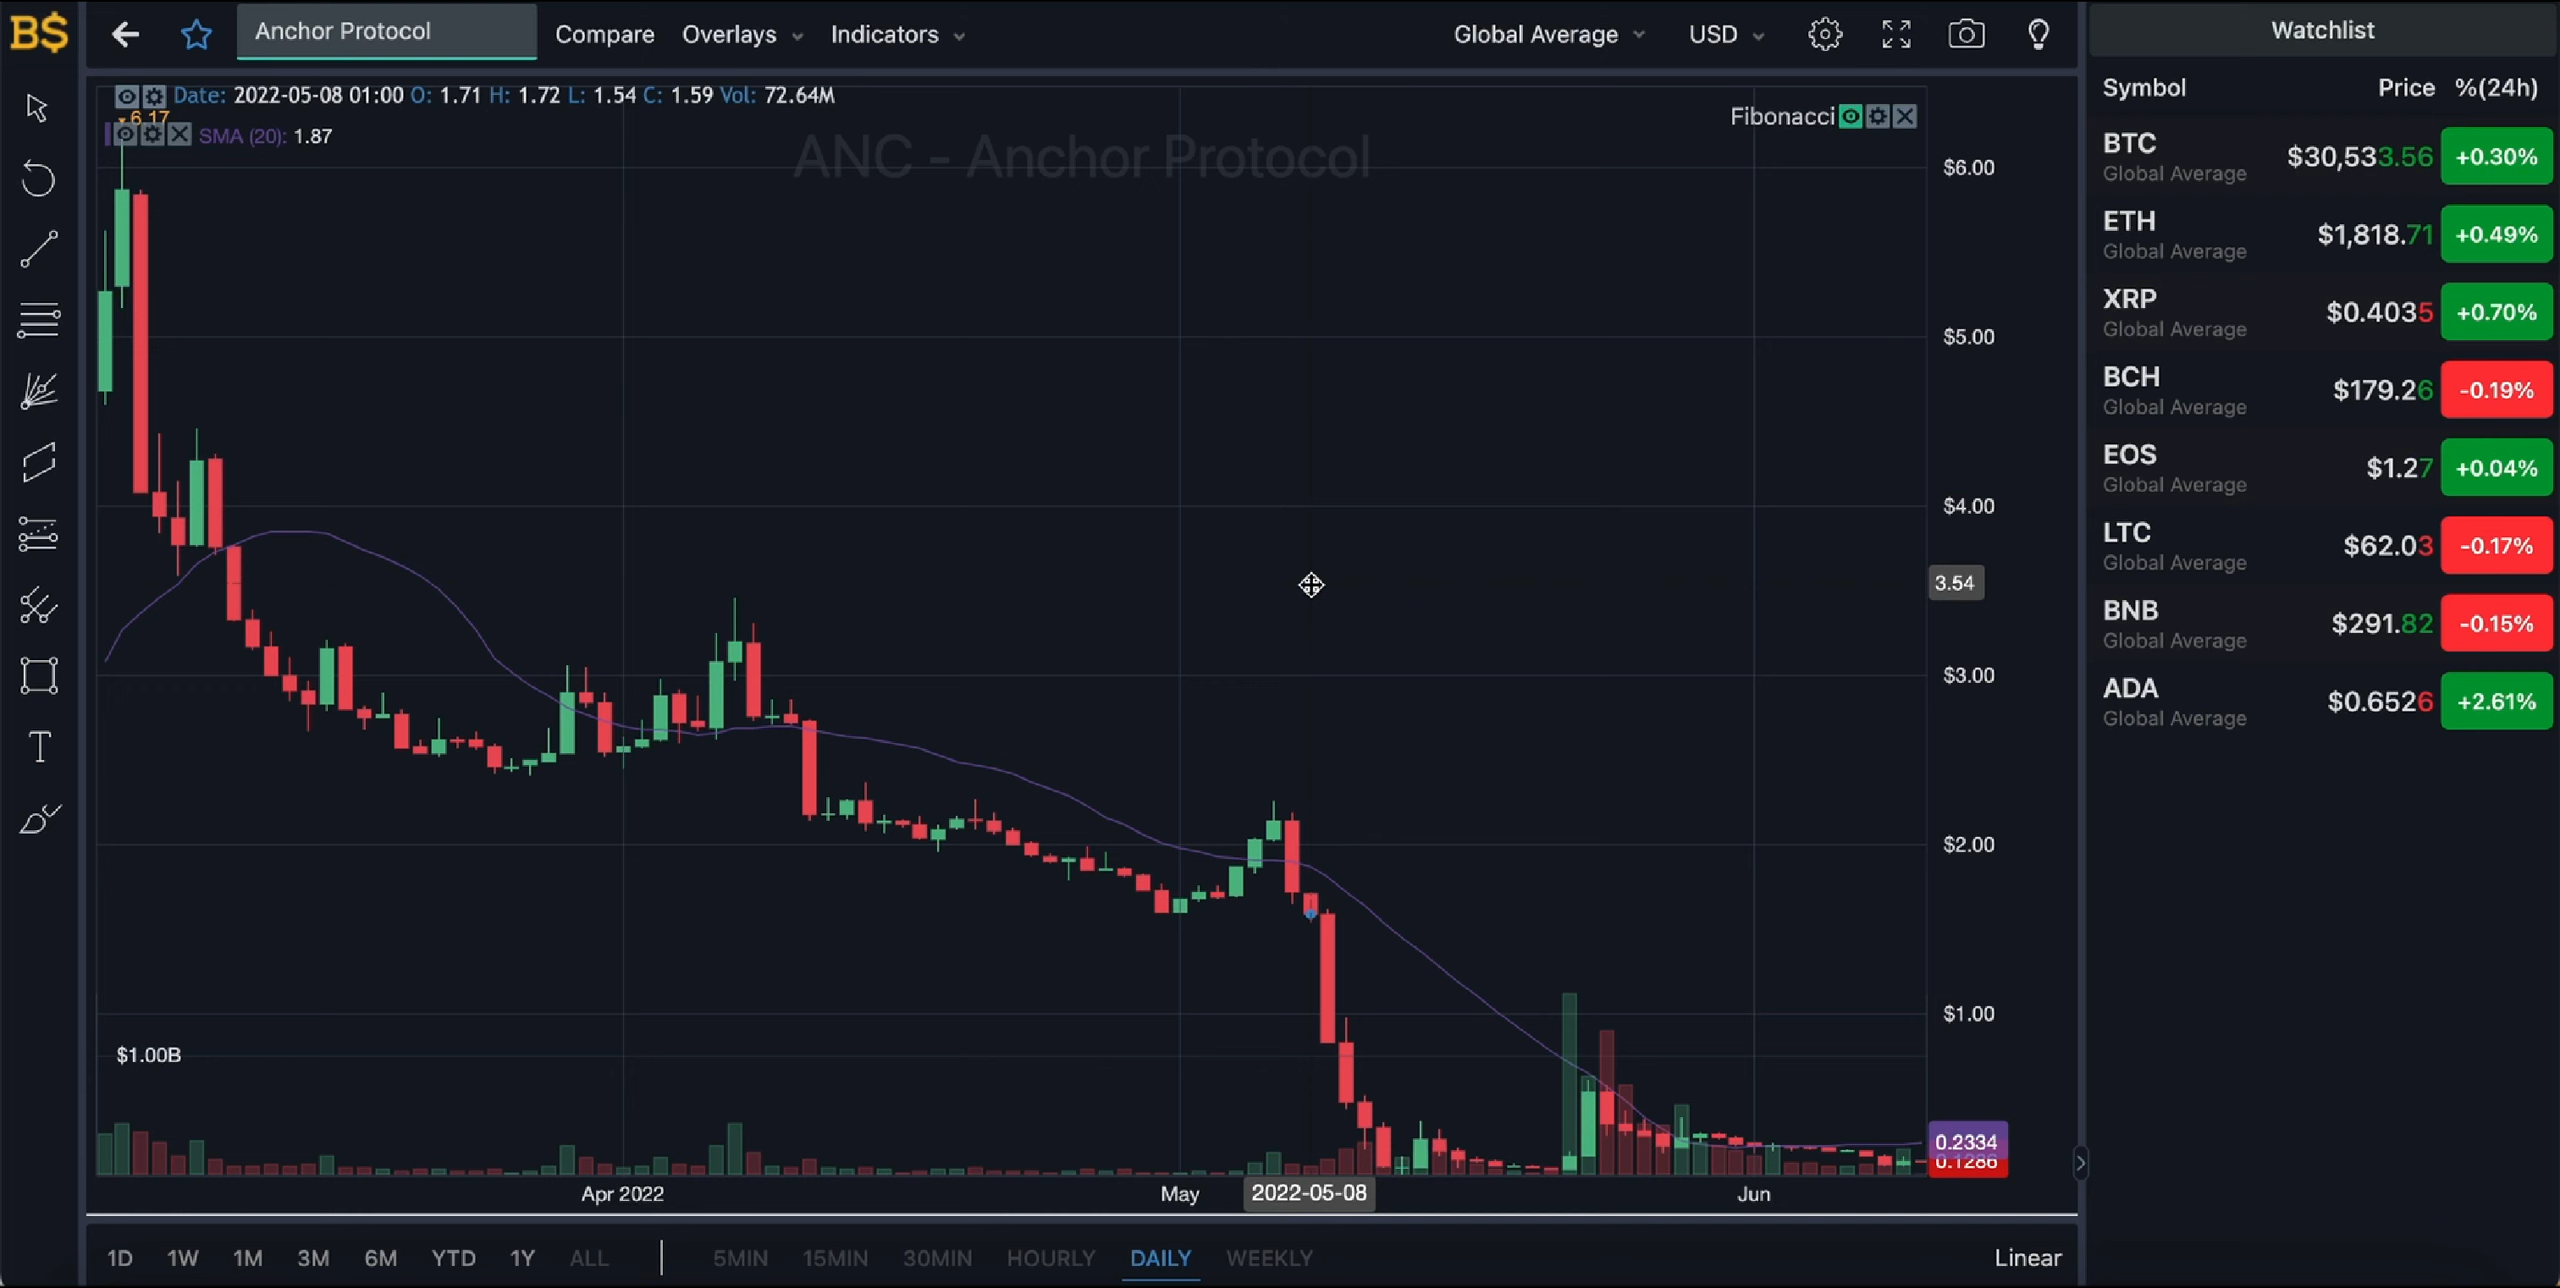 B$
Anchor Protocol
Compare
Overlays
Indicators
Global Average
USD
Date: 2022-05-08 01:00 O: 1.71 H: 1.72 L: 1.54 C: 1.59 Vol: 72.64M
6.17
SMA (20): 1.87
Fibonacci
ANC - Anchor Protocol
$6.00
$5.00
$4.00
3.54
$3.00
$2.00
$1.00
$1.00B
0.2334
0.1286
Apr 2022
May
2022-05-08
Jun
1D 1W 1M 3M 6M YTD 1Y ALL
5MIN 15MIN 30MIN HOURLY DAILY WEEKLY
Linear
Watchlist
Symbol Price %(24h)
BTC $30,533.56 +0.30%
Global Average
ETH $1,818.71 +0.49%
Global Average
XRP $0.4035 +0.70%
Global Average
BCH $179.26 -0.19%
Global Average
EOS $1.27 +0.04%
Global Average
LTC $62.03 -0.17%
Global Average
BNB $291.82 -0.15%
Global Average
ADA $0.6526 +2.61%
Global Average